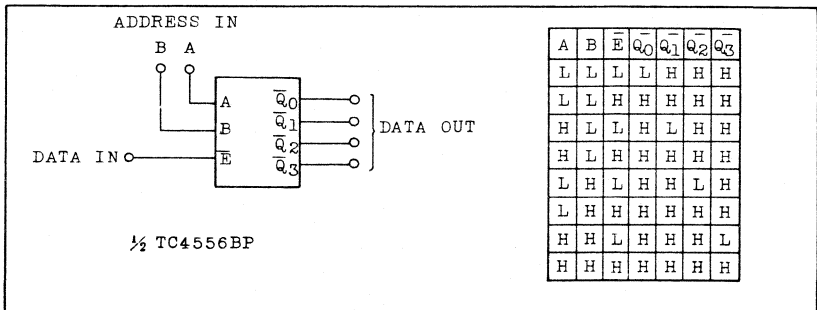 ADDRESS IN
B A
A
B
E̅
Q̅0
Q̅1
Q̅2
Q̅3
DATA IN
DATA OUT
½ TC4556BP
A B E̅ Q̅0 Q̅1 Q̅2 Q̅3
L L L L H H H
L L H H H H H
H L L H L H H
H L H H H H H
L H L H H L H
L H H H H H H
H H L H H H L
H H H H H H H